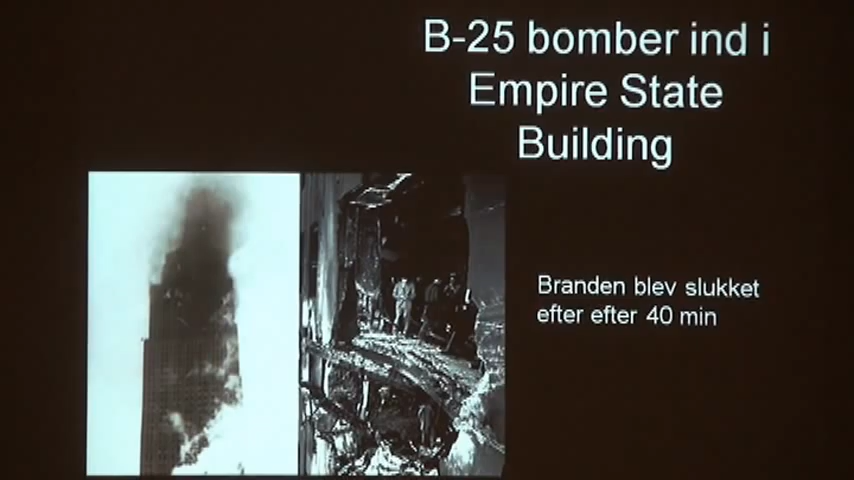 B-25 bomber ind i
Empire State
Building
Branden blev slukket
efter efter 40 min